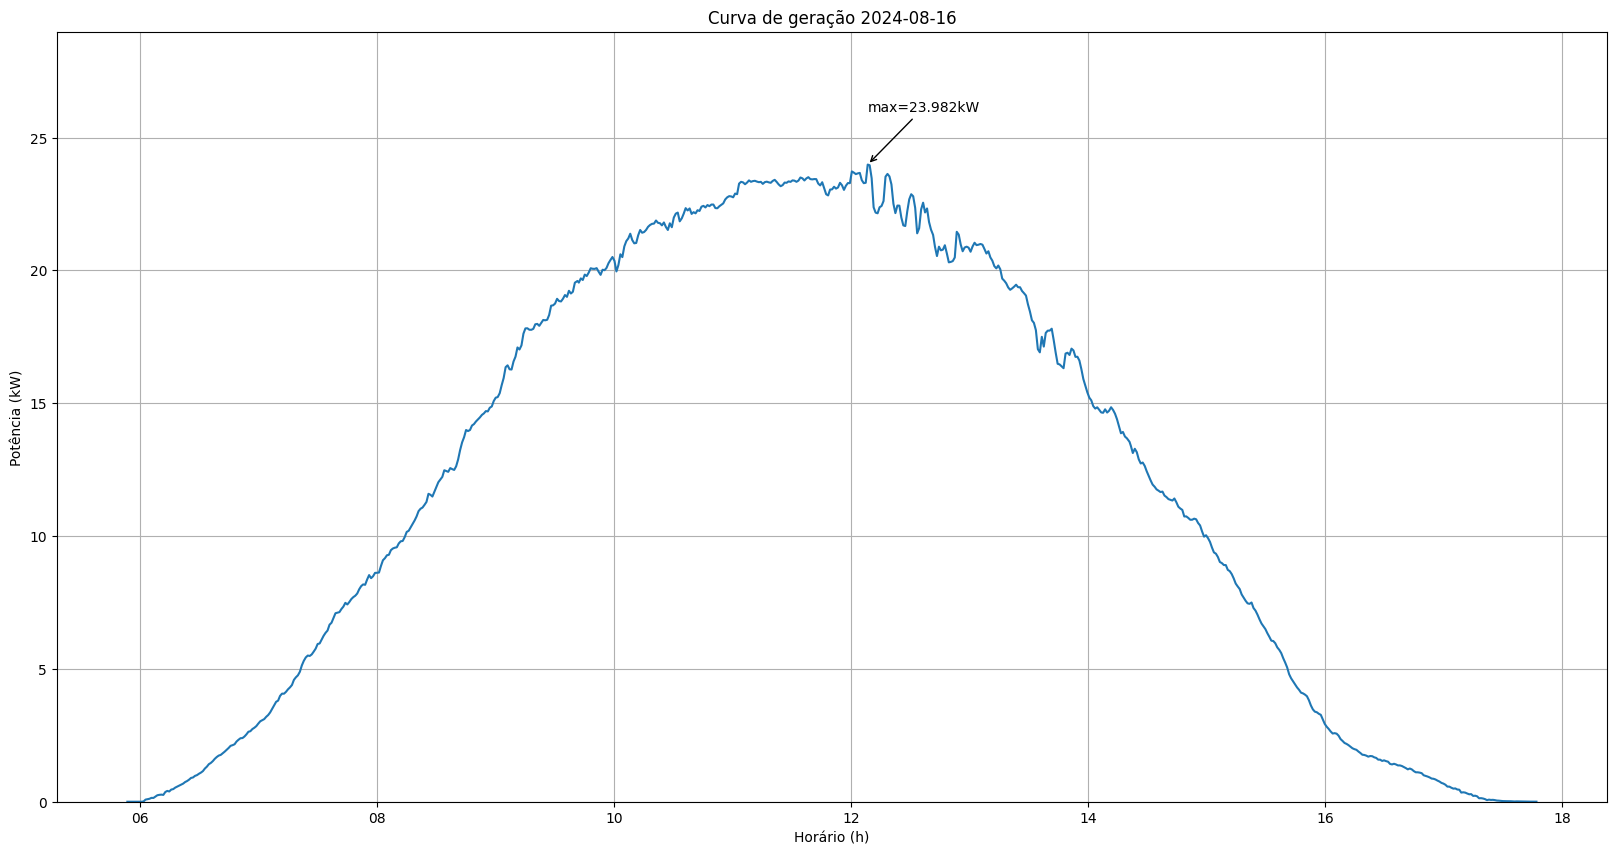 Curva de geração 2024-08-16
max=23.982kW
25
20
15
10
5
0
Potência (kW)
06 08 10 12 14 16 18
Horário (h)